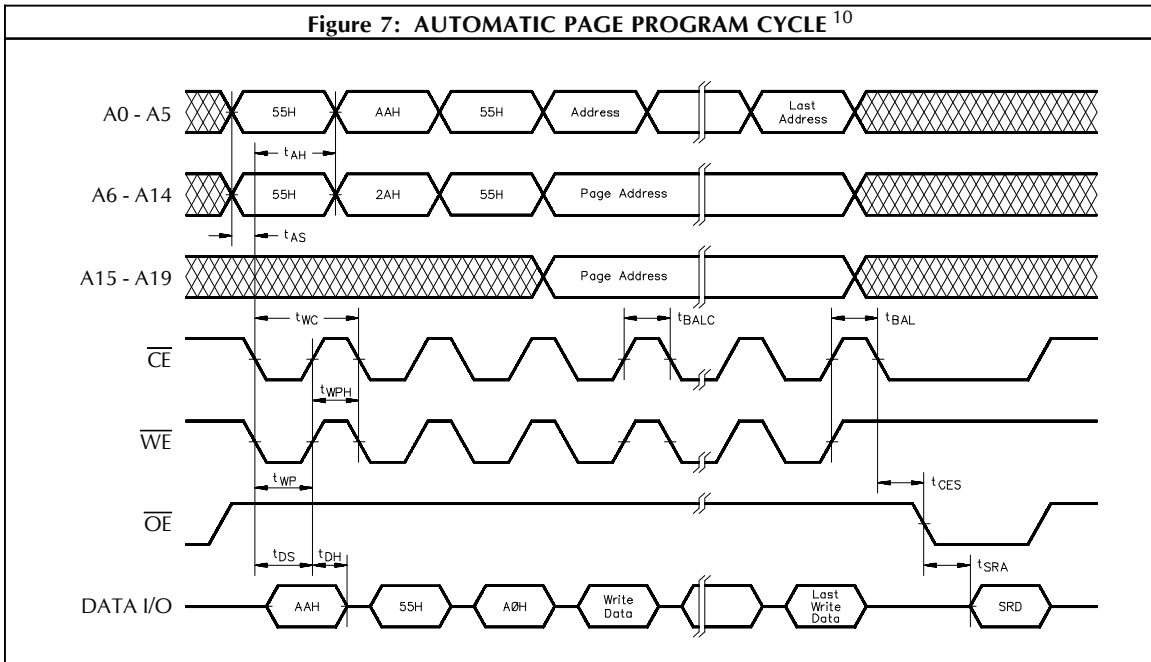 Figure 7: AUTOMATIC PAGE PROGRAM CYCLE 10
A0 - A5 55H AAH 55H Address Last Address
tAH
A6 - A14 55H 2AH 55H Page Address
tAS
A15 - A19 Page Address
tWC tBALC tBAL
CE
tWPH
WE
tWP tCES
OE
tDS tDH tSRA
DATA I/O AAH 55H AØH Write Data Last Write Data SRD